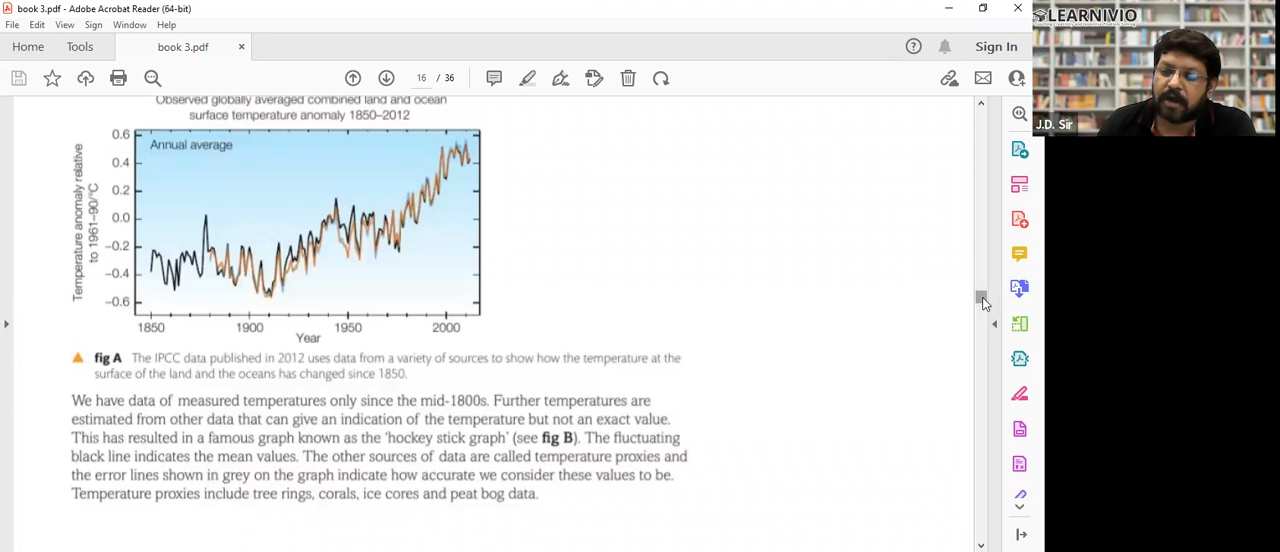 book 3.pdf - Adobe Acrobat Reader (64-bit)
File Edit View Sign Window Help
Home Tools book 3.pdf × Sign In
16 / 36
LEARNIVIO
J.D. Sir
Observed globally averaged combined land and ocean
surface temperature anomaly 1850–2012
Annual average
Temperature anomaly relative
to 1961–90/°C
0.6
0.4
0.2
0.0
−0.2
−0.4
−0.6
1850 1900 1950 2000
Year
fig A The IPCC data published in 2012 uses data from a variety of sources to show how the temperature at the
surface of the land and the oceans has changed since 1850.
We have data of measured temperatures only since the mid-1800s. Further temperatures are
estimated from other data that can give an indication of the temperature but not an exact value.
This has resulted in a famous graph known as the 'hockey stick graph' (see fig B). The fluctuating
black line indicates the mean values. The other sources of data are called temperature proxies and
the error lines shown in grey on the graph indicate how accurate we consider these values to be.
Temperature proxies include tree rings, corals, ice cores and peat bog data.